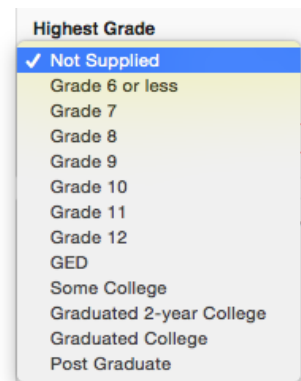 Highest Grade
✓ Not Supplied
Grade 6 or less
Grade 7
Grade 8
Grade 9
Grade 10
Grade 11
Grade 12
GED
Some College
Graduated 2-year College
Graduated College
Post Graduate